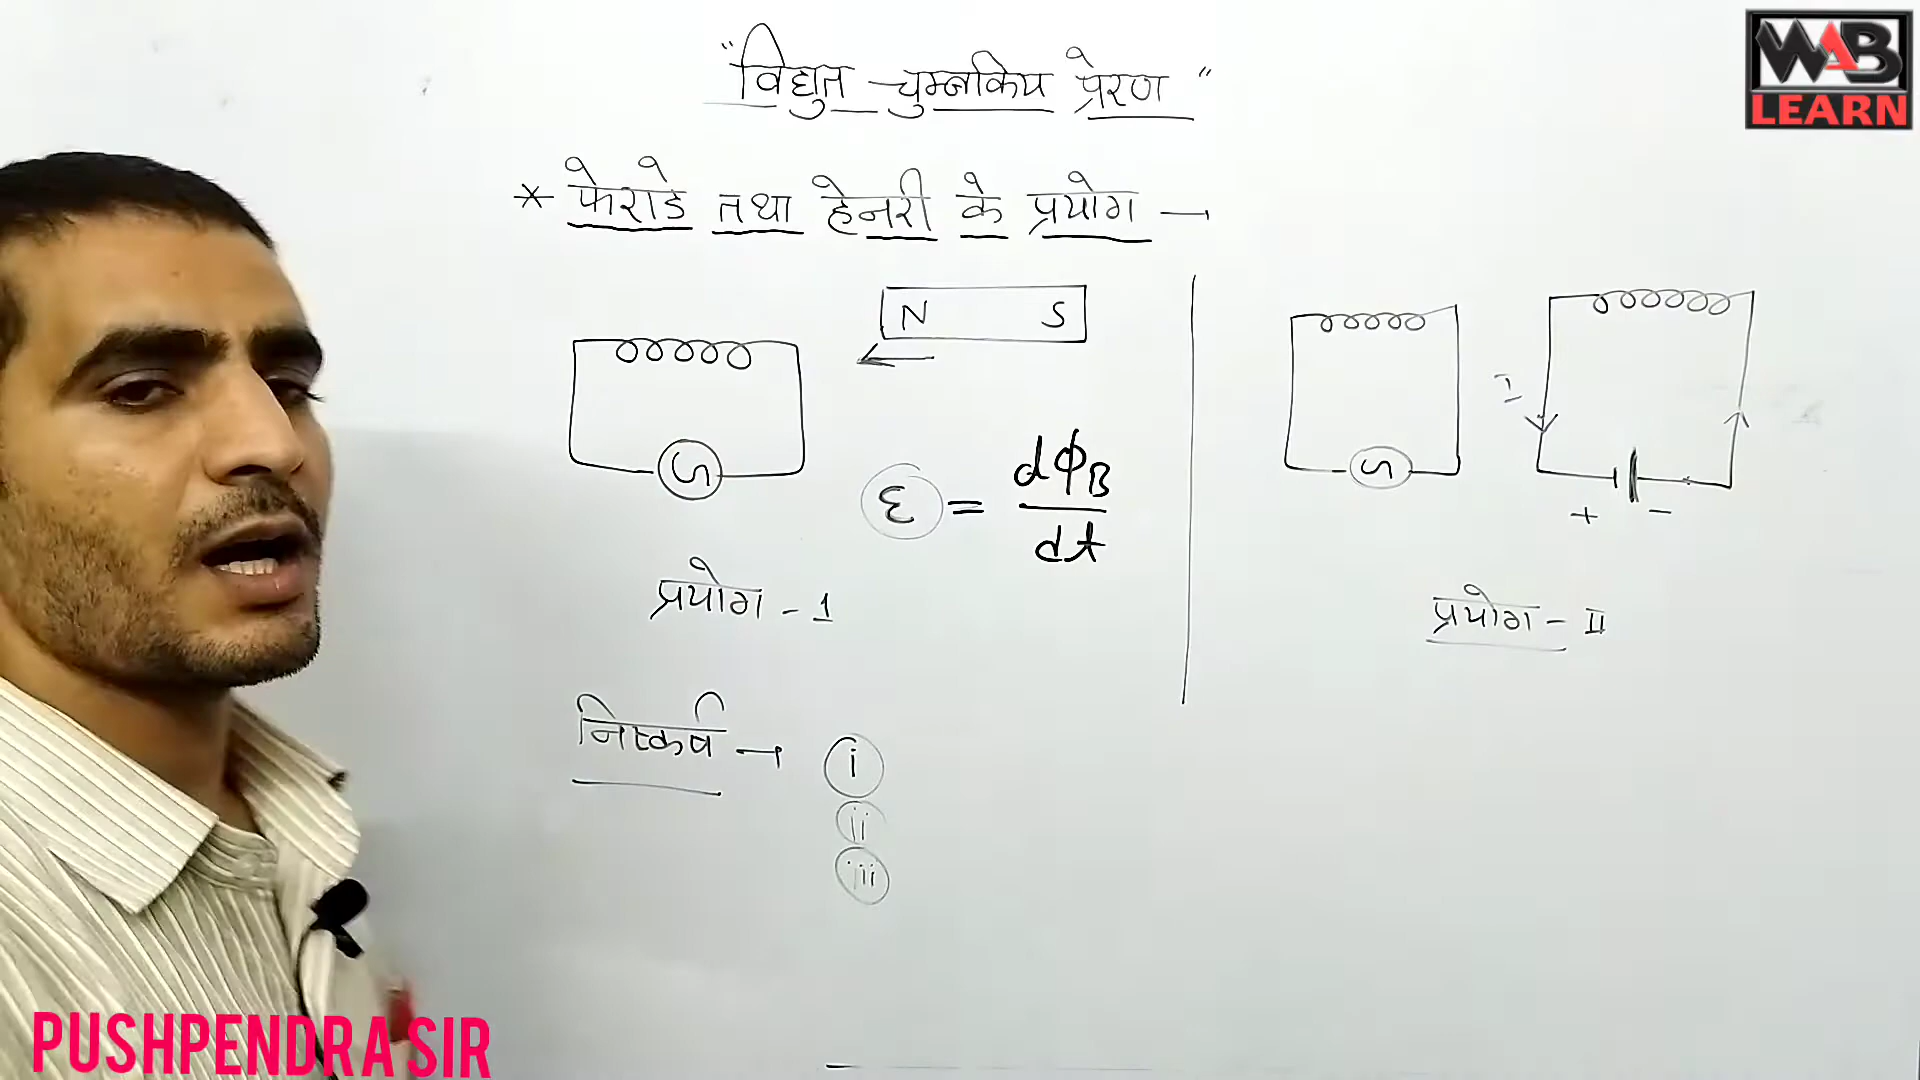 "विद्युत चुम्बकिय प्रेरण"
* फेराडे तथा हेनरी के प्रयोग →
N S
I
G
G
ε = dϕB/dt
+ −
प्रयोग - 1
प्रयोग - II
निष्कर्ष → i
ii
iii
WAB
LEARN
PUSHPENDRA SIR